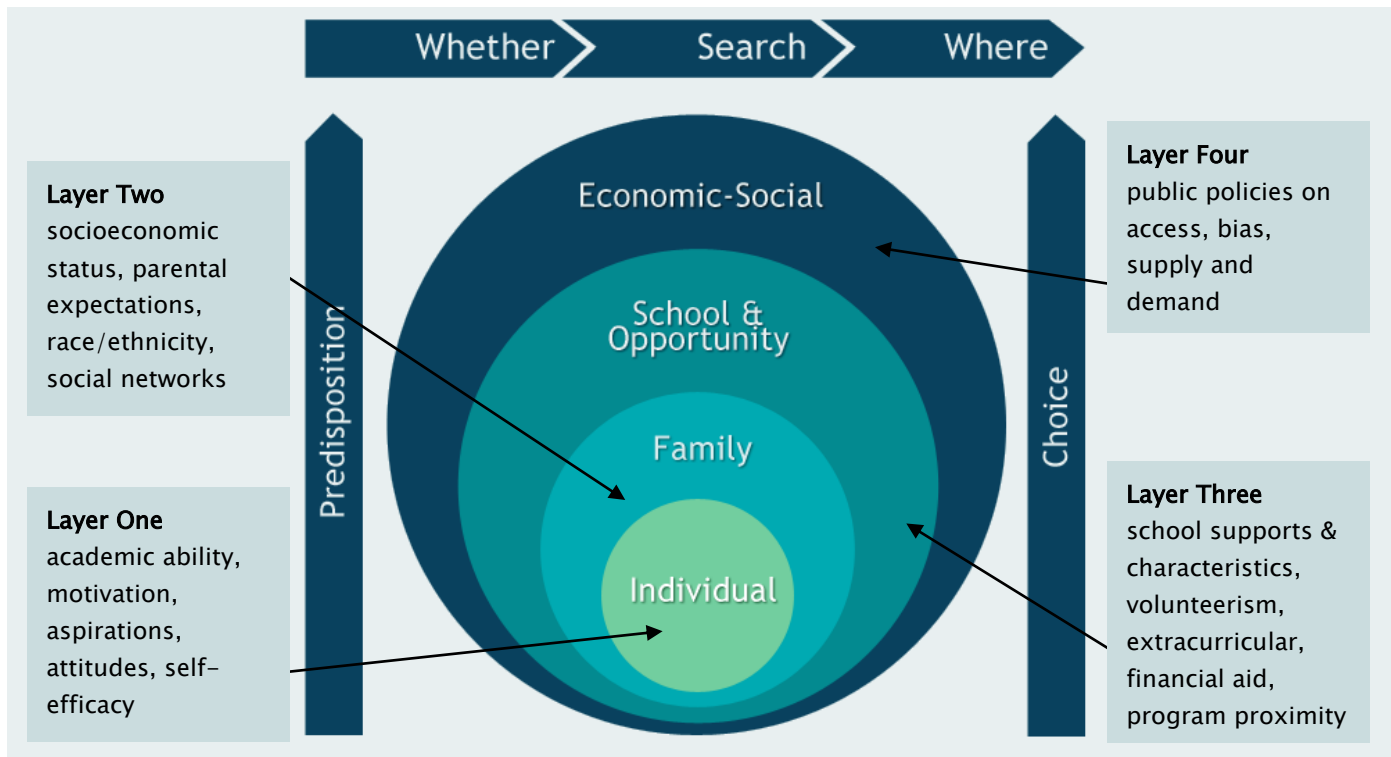 Whether Search Where
Layer Two
socioeconomic
status, parental
expectations,
race/ethnicity,
social networks
Layer One
academic ability,
motivation,
aspirations,
attitudes, self-
efficacy
Predisposition
Economic-Social
School &
Opportunity
Family
Individual
Choice
Layer Four
public policies on
access, bias,
supply and
demand
Layer Three
school supports &
characteristics,
volunteerism,
extracurricular,
financial aid,
program proximity